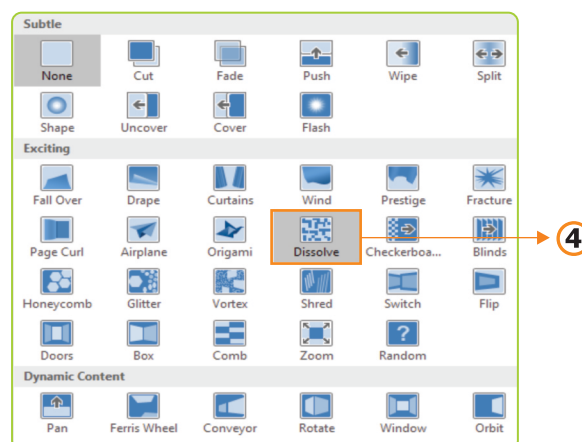 Subtle
None Cut Fade Push Wipe Split
Shape Uncover Cover Flash
Exciting
Fall Over Drape Curtains Wind Prestige Fracture
4
Page Curl Airplane Origami Dissolve Checkerboa... Blinds
Honeycomb Glitter Vortex Shred Switch Flip
?
Doors Box Comb Zoom Random
Dynamic Content
Pan Ferris Wheel Conveyor Rotate Window Orbit